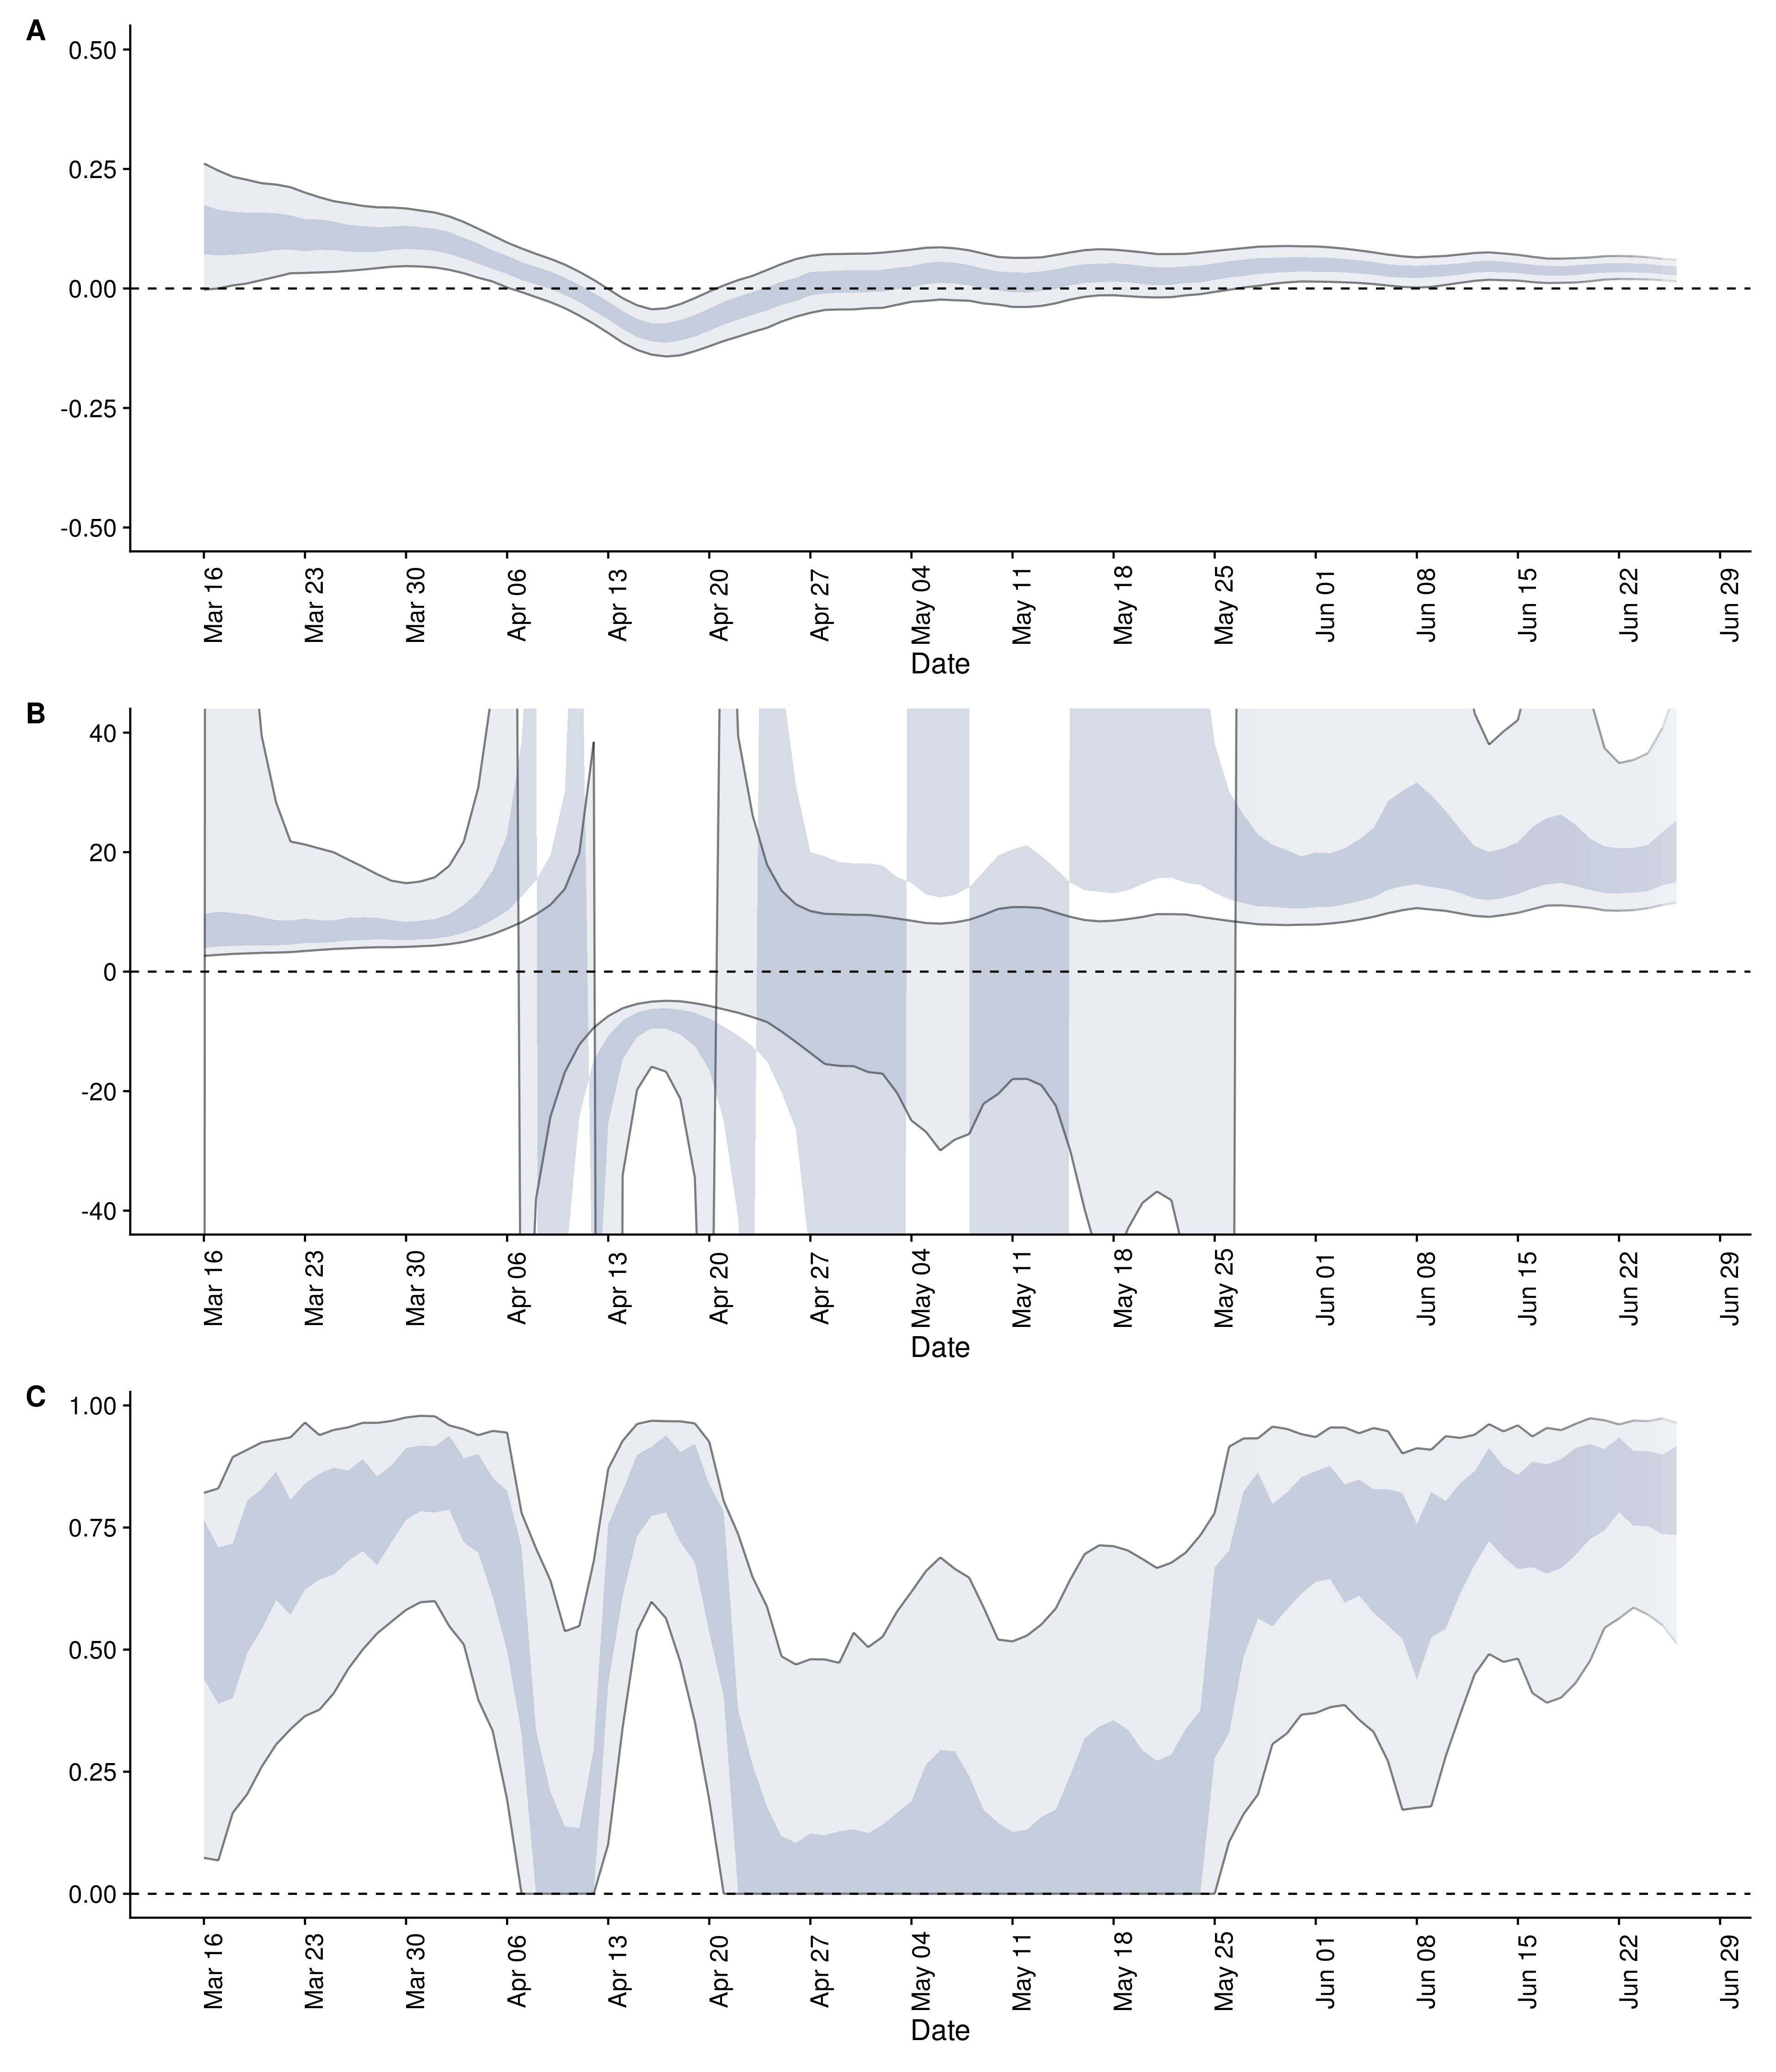 A
0.50
0.25
0.00
-0.25
-0.50
Mar 16
Mar 23
Mar 30
Apr 06
Apr 13
Apr 20
Apr 27
May 04
May 11
May 18
May 25
Jun 01
Jun 08
Jun 15
Jun 22
Jun 29
Date
B
40
20
0
-20
-40
Mar 16
Mar 23
Mar 30
Apr 06
Apr 13
Apr 20
Apr 27
May 04
May 11
May 18
May 25
Jun 01
Jun 08
Jun 15
Jun 22
Jun 29
Date
C
1.00
0.75
0.50
0.25
0.00
Mar 16
Mar 23
Mar 30
Apr 06
Apr 13
Apr 20
Apr 27
May 04
May 11
May 18
May 25
Jun 01
Jun 08
Jun 15
Jun 22
Jun 29
Date